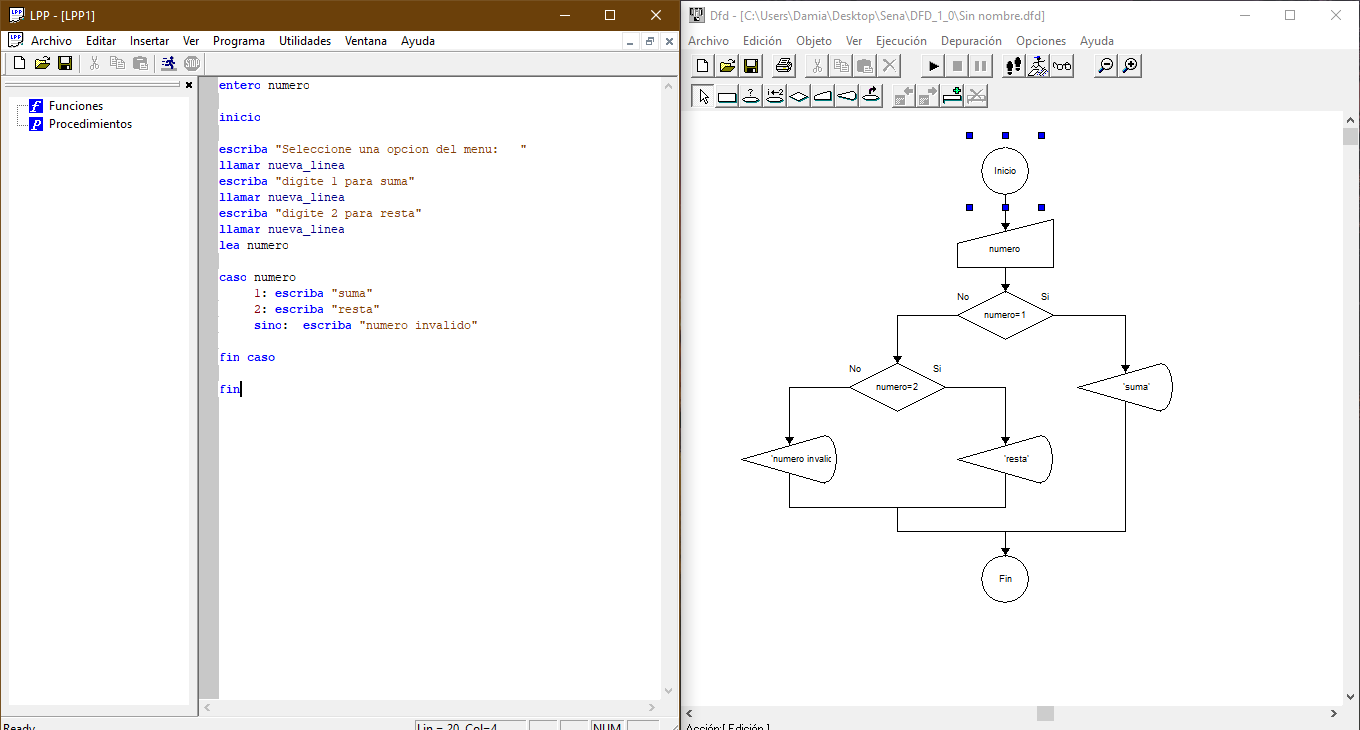 LPP - [LPP1]
Archivo Editar Insertar Ver Programa Utilidades Ventana Ayuda
Funciones
Procedimientos
entero numero
inicio
escriba "Seleccione una opcion del menu:   "
llamar nueva_linea
escriba "digite 1 para suma"
llamar nueva_linea
escriba "digite 2 para resta"
llamar nueva_linea
lea numero
caso numero
1: escriba "suma"
2: escriba "resta"
sino:  escriba "numero invalido"
fin caso
fin
Ready
Lin = 20, Col=4
NUM
Dfd - [C:\Users\Damia\Desktop\Sena\DFD_1_0\Sin nombre.dfd]
Archivo Edición Objeto Ver Ejecución Depuración Opciones Ayuda
Inicio
numero
No
Si
numero=1
No
Si
numero=2
'suma'
'numero invalid
'resta'
Fin
Acción:[ Edición ]